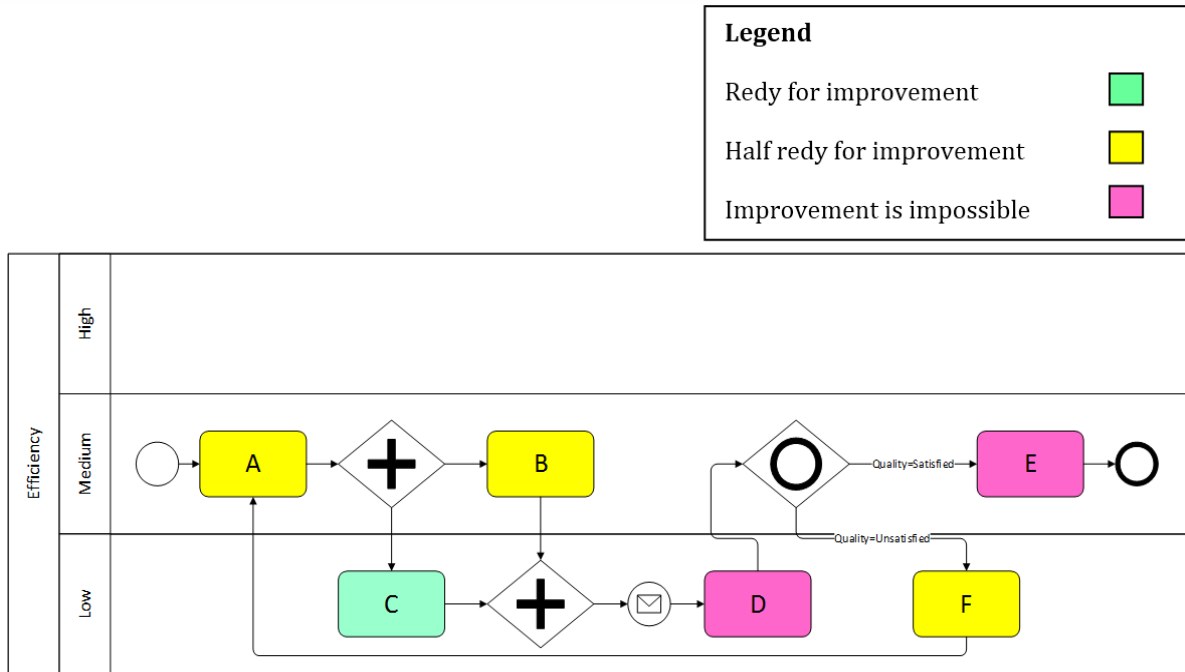 Legend
Redy for improvement
Half redy for improvement
Improvement is impossible
Efficiency
High
Medium
A
B
Quality=Satisfied
E
Quality=Unsatisfied
Low
C
D
F